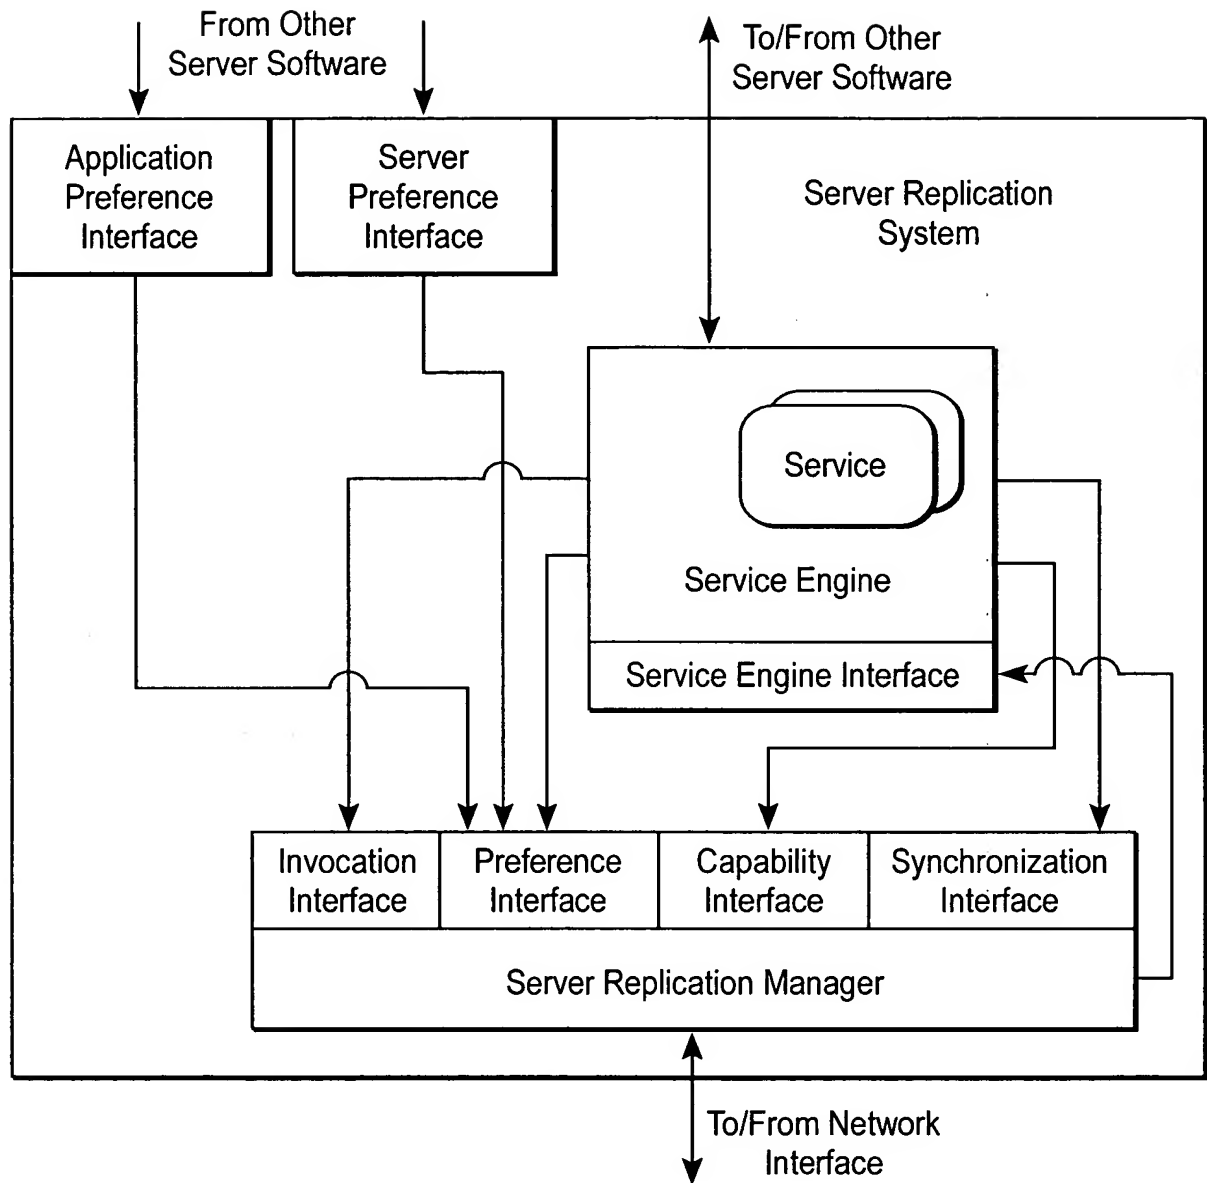 From Other
Server Software
To/From Other
Server Software
Application
Preference
Interface
Server
Preference
Interface
Server Replication
System
Service
Service Engine
Service Engine Interface
Invocation
Interface
Preference
Interface
Capability
Interface
Synchronization
Interface
Server Replication Manager
To/From Network
Interface